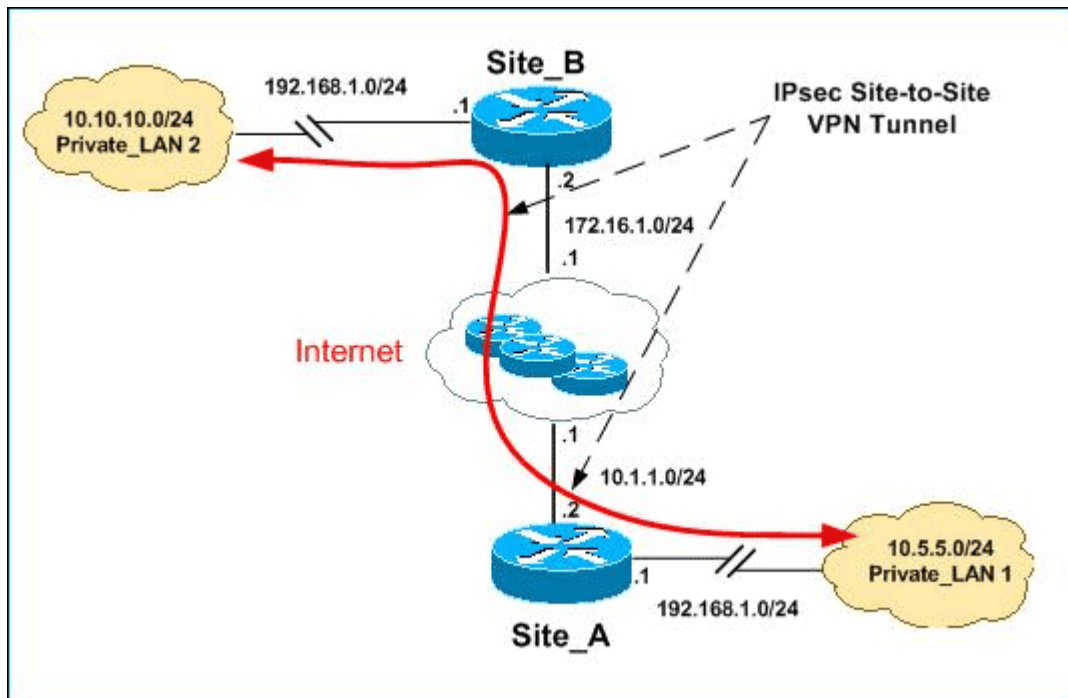 Site_B
192.168.1.0/24
.1
10.10.10.0/24
Private_LAN 2
IPsec Site-to-Site
VPN Tunnel
.2
172.16.1.0/24
.1
Internet
.1
10.1.1.0/24
.2
10.5.5.0/24
Private_LAN 1
.1
192.168.1.0/24
Site_A